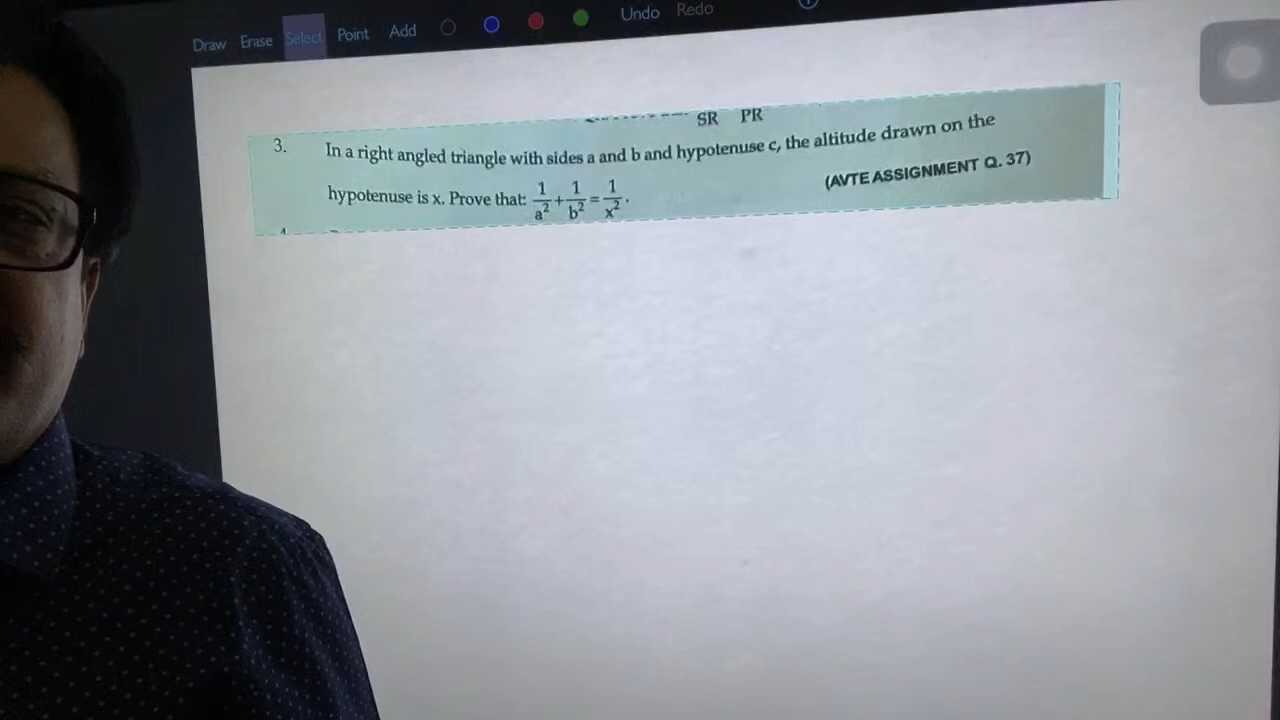 Draw Erase Select Point Add Undo Redo
SR PR
3. In a right angled triangle with sides a and b and hypotenuse c, the altitude drawn on the
hypotenuse is x. Prove that: 1/a² + 1/b² = 1/x². (AVTE ASSIGNMENT Q. 37)